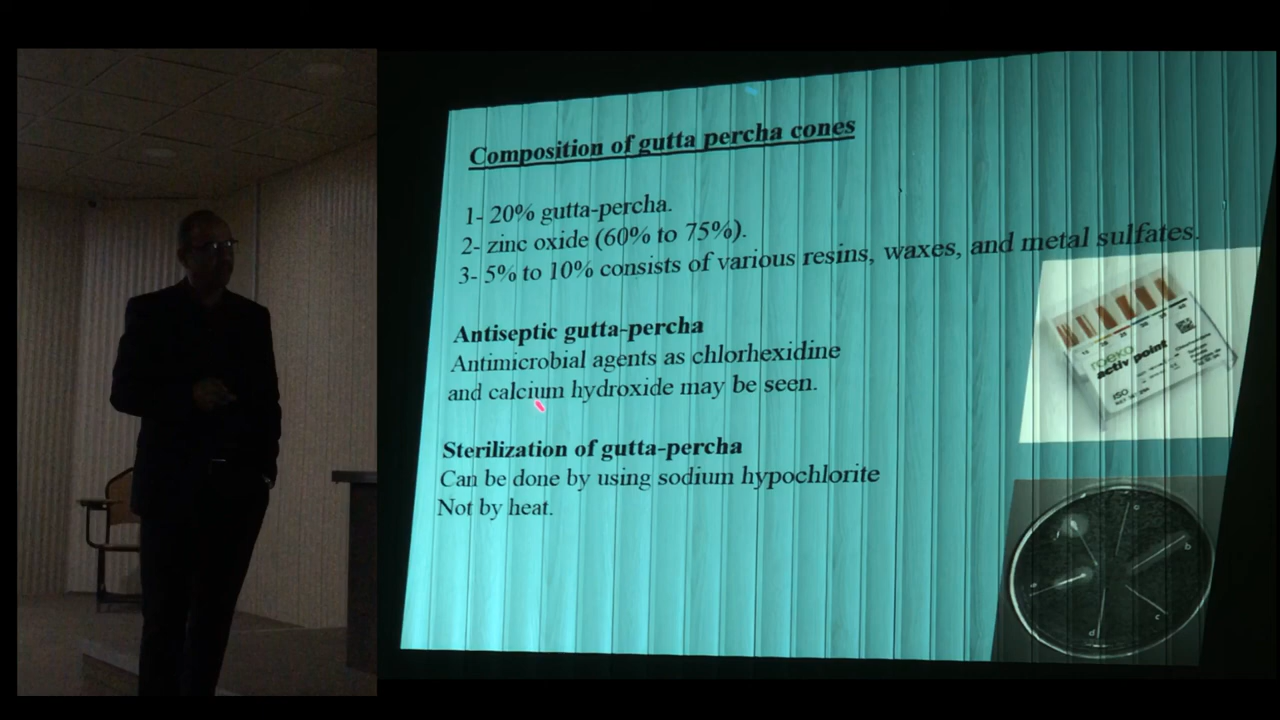 Composition of gutta percha cones
1- 20% gutta-percha.
2- zinc oxide (60% to 75%).
3- 5% to 10% consists of various resins, waxes, and metal sulfates.
Antiseptic gutta-percha
Antimicrobial agents as chlorhexidine
and calcium hydroxide may be seen.
Sterilization of gutta-percha
Can be done by using sodium hypochlorite
Not by heat.
roeko
activ point
ISO
b
c
d